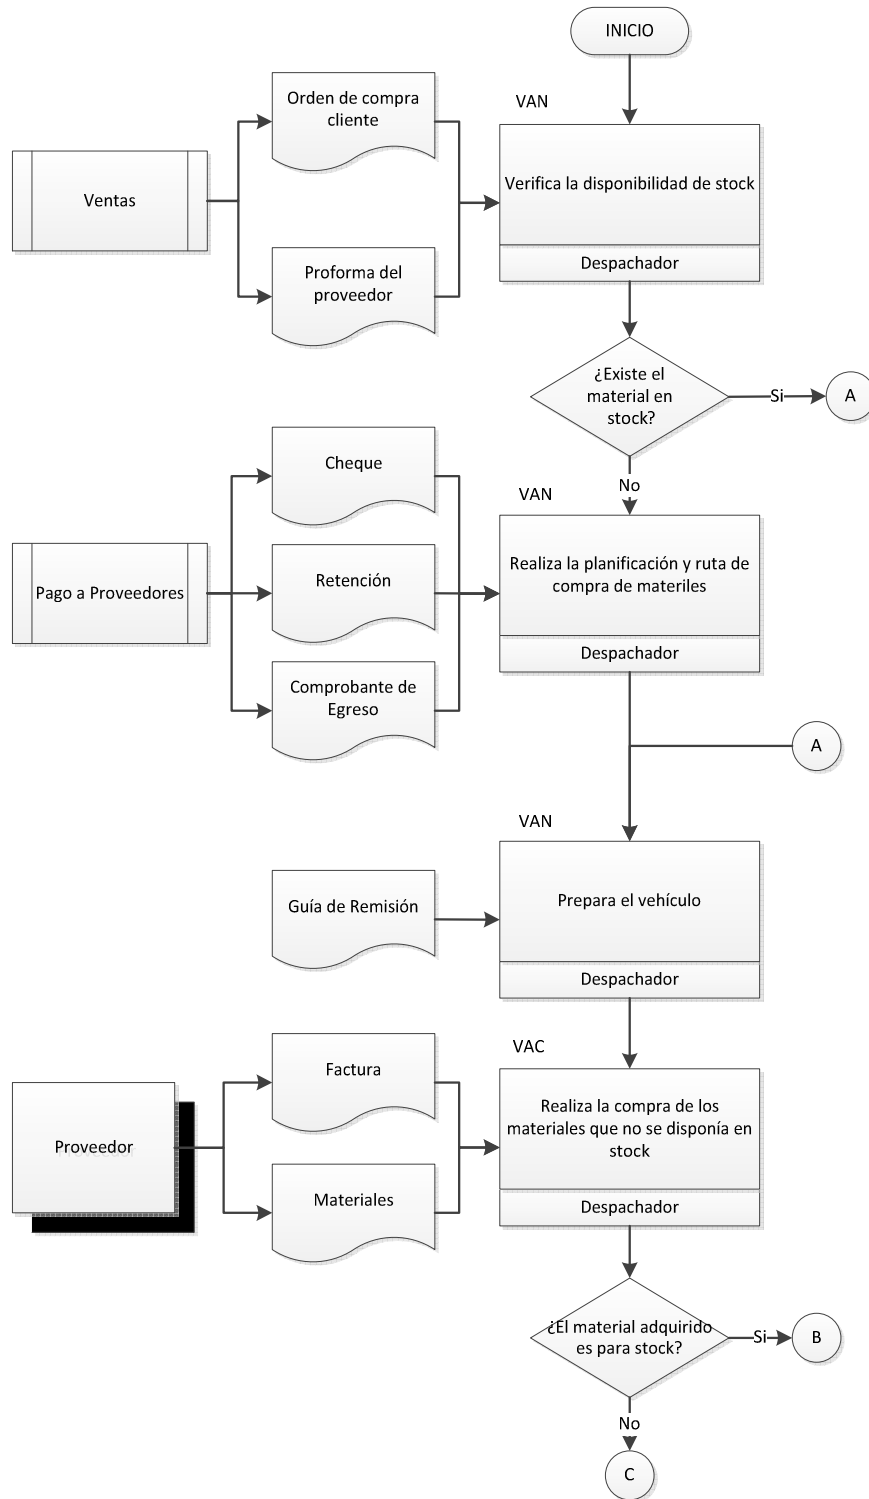 INICIO
Orden de compra
cliente
VAN
Ventas
Verifica la disponibilidad de stock
Proforma del
proveedor
Despachador
¿Existe el
material en
stock?
Si
A
Cheque
No
VAN
Pago a Proveedores
Retención
Realiza la planificación y ruta de
compra de materiles
Despachador
Comprobante de
Egreso
A
VAN
Guía de Remisión
Prepara el vehículo
Despachador
VAC
Factura
Proveedor
Realiza la compra de los
materiales que no se disponía en
stock
Materiales
Despachador
¿El material adquirido
es para stock?
Si
B
No
C